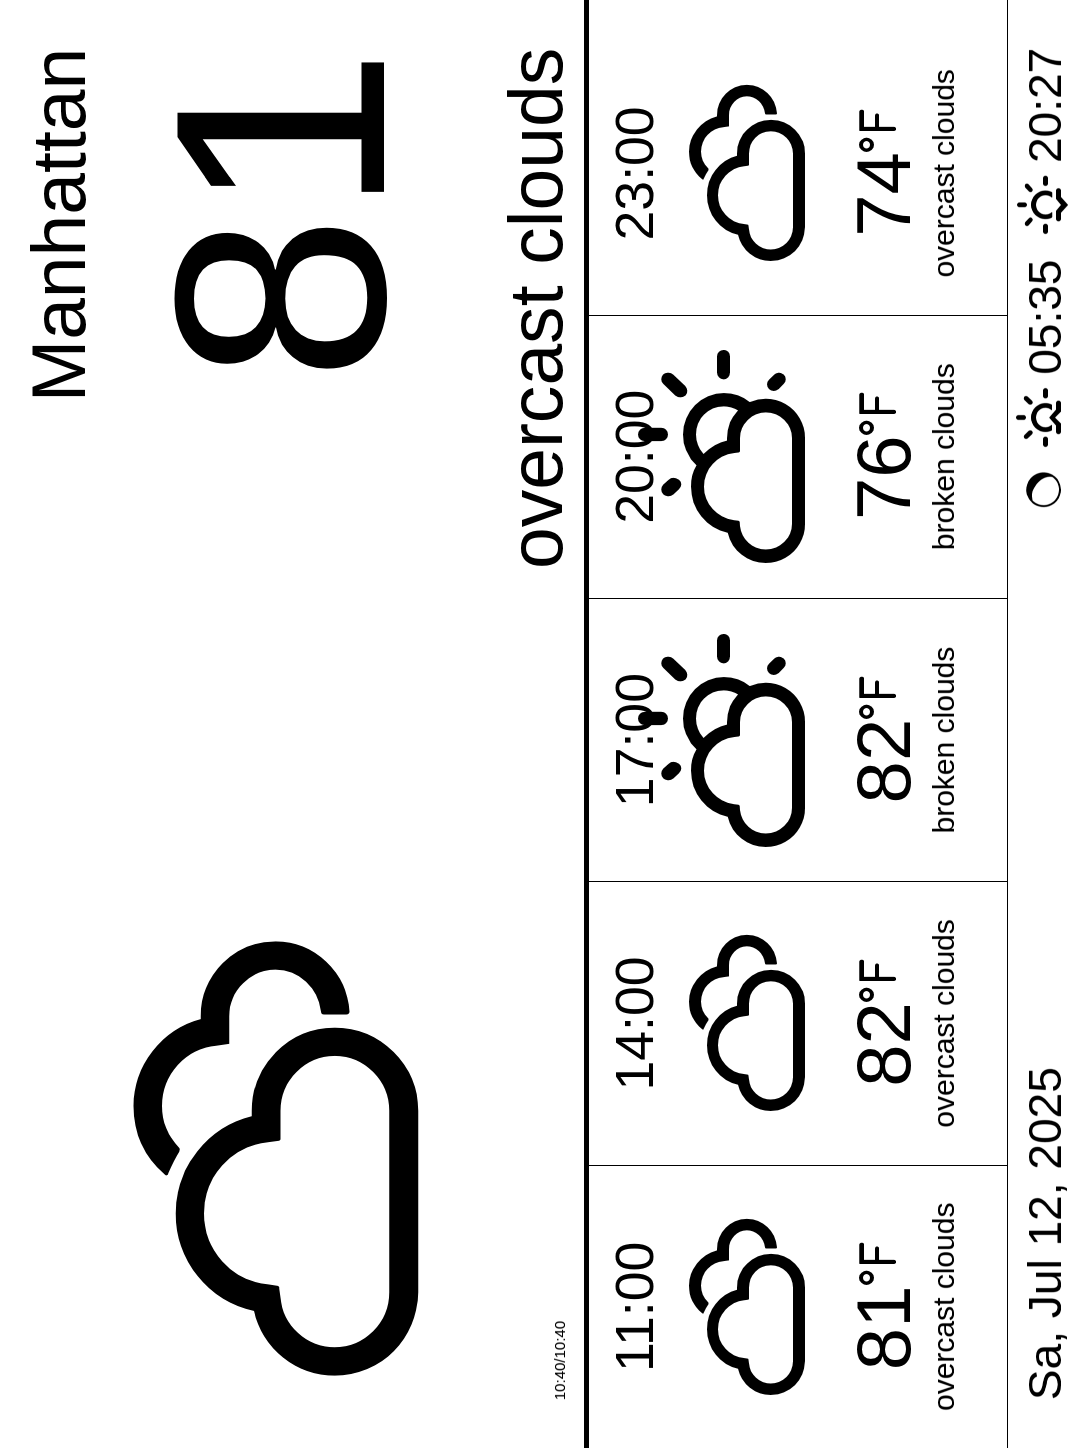 Manhattan
81
overcast clouds
10:40/10:40
11:00
81°F
overcast clouds
14:00
82°F
overcast clouds
17:00
82°F
broken clouds
20:00
76°F
broken clouds
23:00
74°F
overcast clouds
Sa, Jul 12, 2025
05:35
20:27